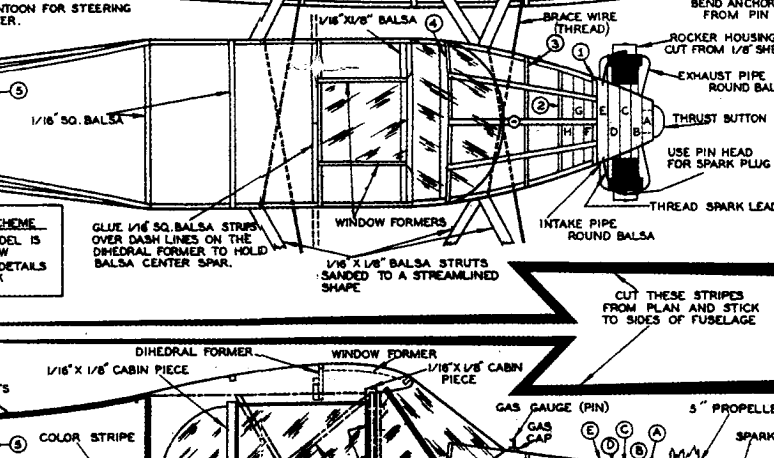 NTOON FOR STEERING
ER.
1/16"X1/8" BALSA
4
BRACE WIRE
(THREAD)
BEND ANCHOR
FROM PIN
ROCKER HOUSING
CUT FROM 1/8" SHE
3
1
EXHAUST PIPE
ROUND BAL
5
1/16" SQ. BALSA
2
G
E
C
A
H
F
D
B
THRUST BUTTON
USE PIN HEAD
FOR SPARK PLUG
THREAD SPARK LEAD
INTAKE PIPE
ROUND BALSA
WINDOW FORMERS
GLUE 1/16" SQ. BALSA STRIPS
OVER DASH LINES ON THE
DIHEDRAL FORMER TO HOLD
BALSA CENTER SPAR.
1/16" X 1/8" BALSA STRUTS
SANDED TO A STREAMLINED
SHAPE
HEME
DEL IS
W
DETAILS
K
CUT THESE STRIPES
FROM PLAN AND STICK
TO SIDES OF FUSELAGE
DIHEDRAL FORMER
WINDOW FORMER
1/16" X 1/8" CABIN PIECE
1/16"X 1/8" CABIN
PIECE
TS
GAS GAUGE (PIN)
GAS
CAP
5" PROPELLE
E
D
C
B
A
SPARK
5
COLOR STRIPE